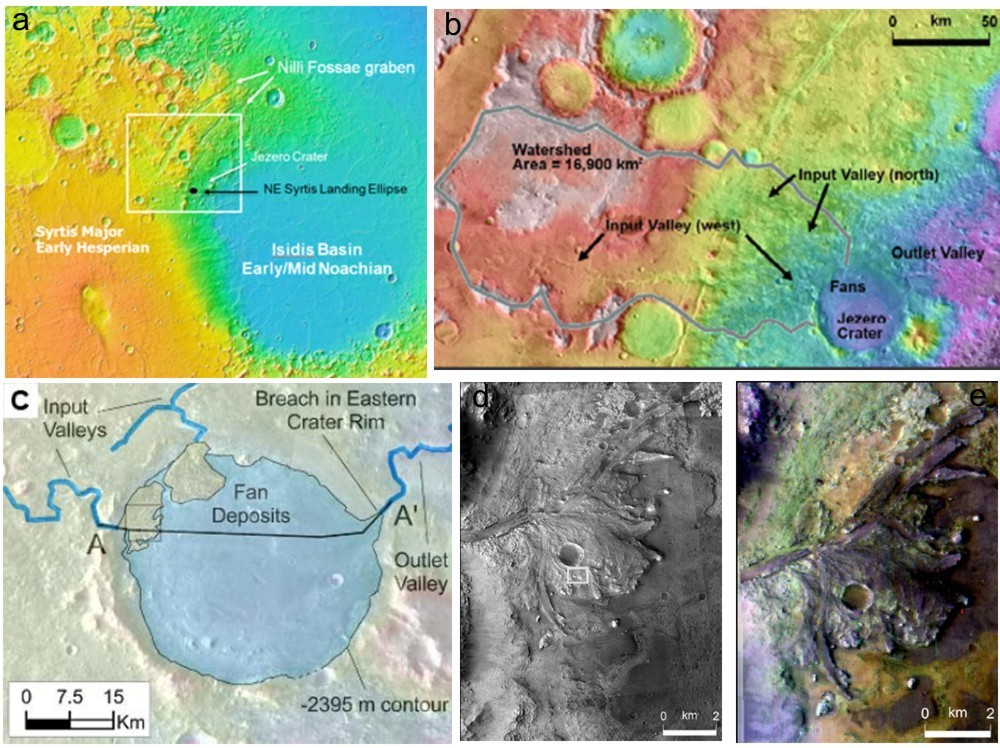 a
Nilli Fossae graben
Jezero Crater
NE Syrtis Landing Ellipse
Syrtis Major
Early Hesperian
Isidis Basin
Early/Mid Noachian
b
0 km 50
Watershed
Area = 16,900 km²
Input Valley (north)
Input Valley (west)
Outlet Valley
Fans
Jezero
Crater
c
Input
Valleys
Breach in Eastern
Crater Rim
Fan
Deposits
A
A'
Outlet
Valley
-2395 m contour
0 7.5 15
Km
d
0 km 2
e
0 km 2